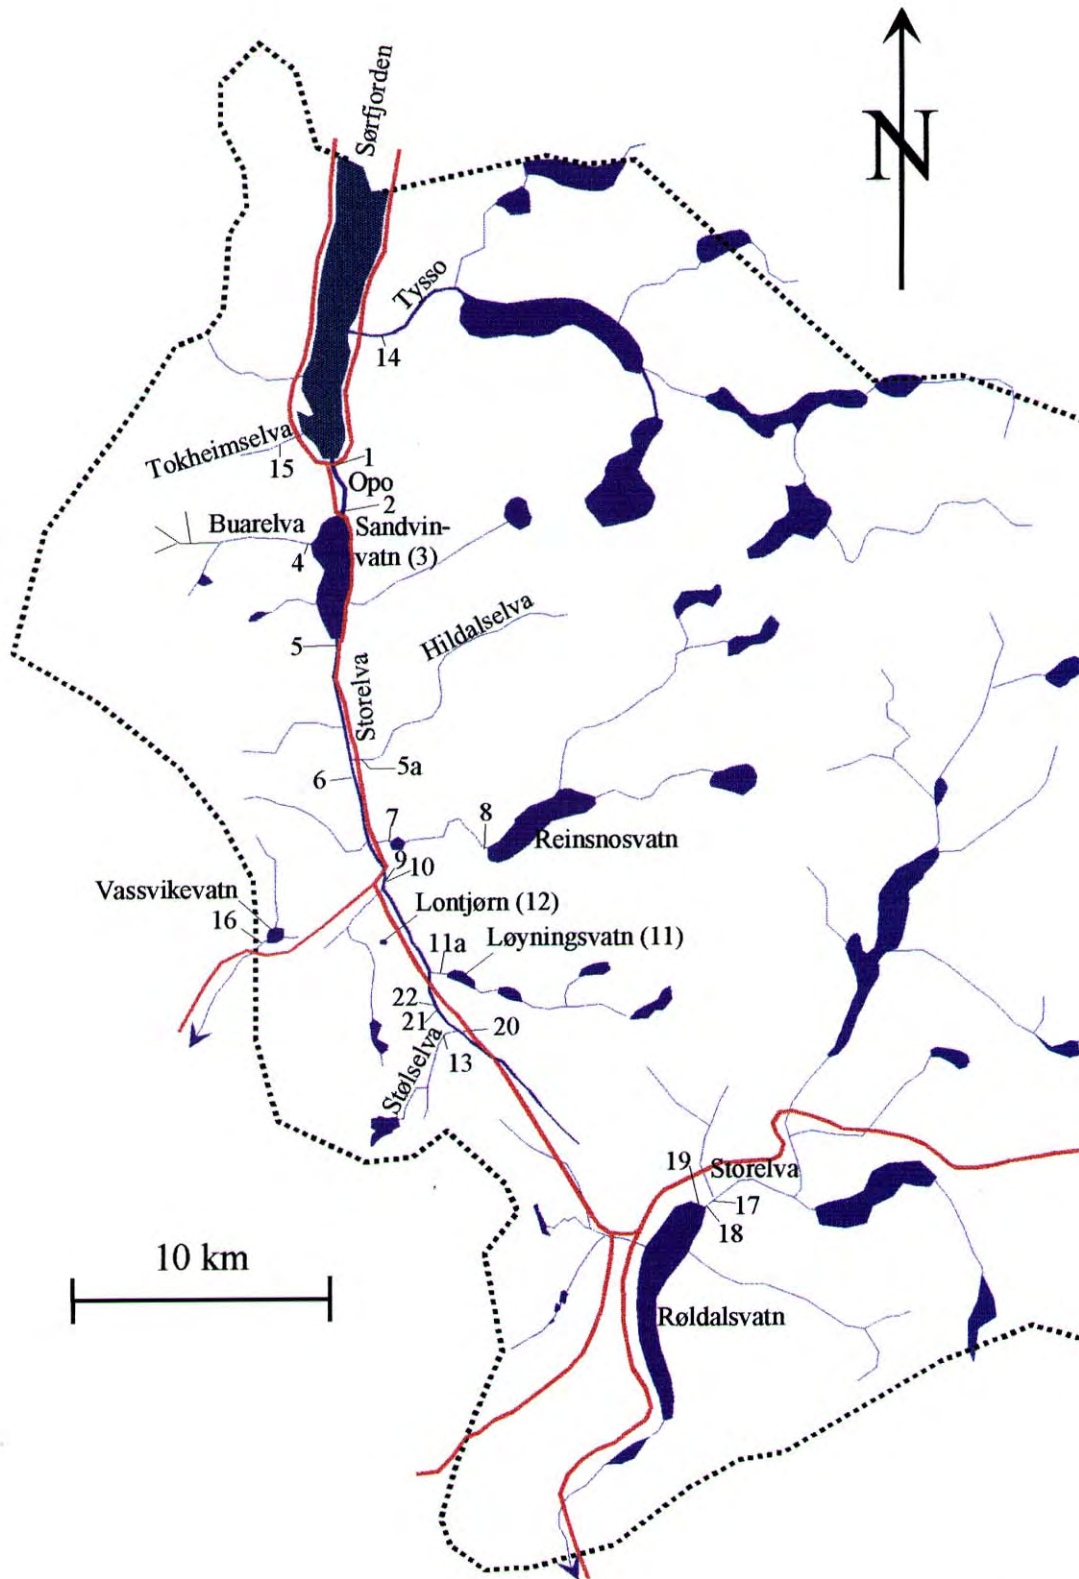 Sørfjorden
N
Tysso
14
Tokheimselva
15
1
Opo
2
Buarelva
Sandvin-
vatn (3)
4
Hildalselva
5
Storelva
5a
6
7
8
Reinsnosvatn
9
10
Vassvikevatn
16
Lontjørn (12)
11a
Løyningsvatn (11)
22
21
20
Stølselva
13
19
Storelva
17
18
10 km
Røldalsvatn